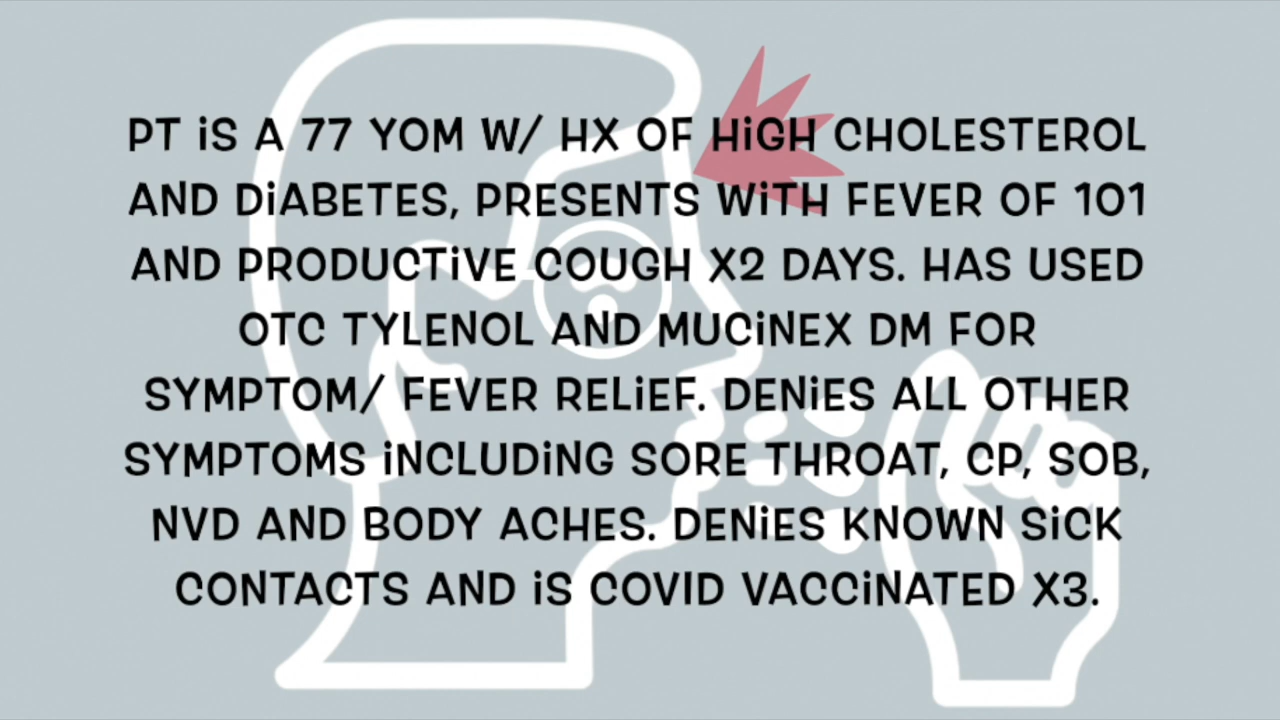 PT iS A 77 YOM W/ HX OF HiGH CHOLESTEROL
AND DiABETES, PRESENTS WiTH FEVER OF 101
AND PRODUCTiVE COUGH X2 DAYS. HAS USED
OTC TYLENOL AND MUCiNEX DM FOR
SYMPTOM/ FEVER RELiEF. DENiES ALL OTHER
SYMPTOMS iNCLUDiNG SORE THROAT, CP, SOB,
NVD AND BODY ACHES. DENiES KNOWN SiCK
CONTACTS AND iS COVID VACCiNATED X3.